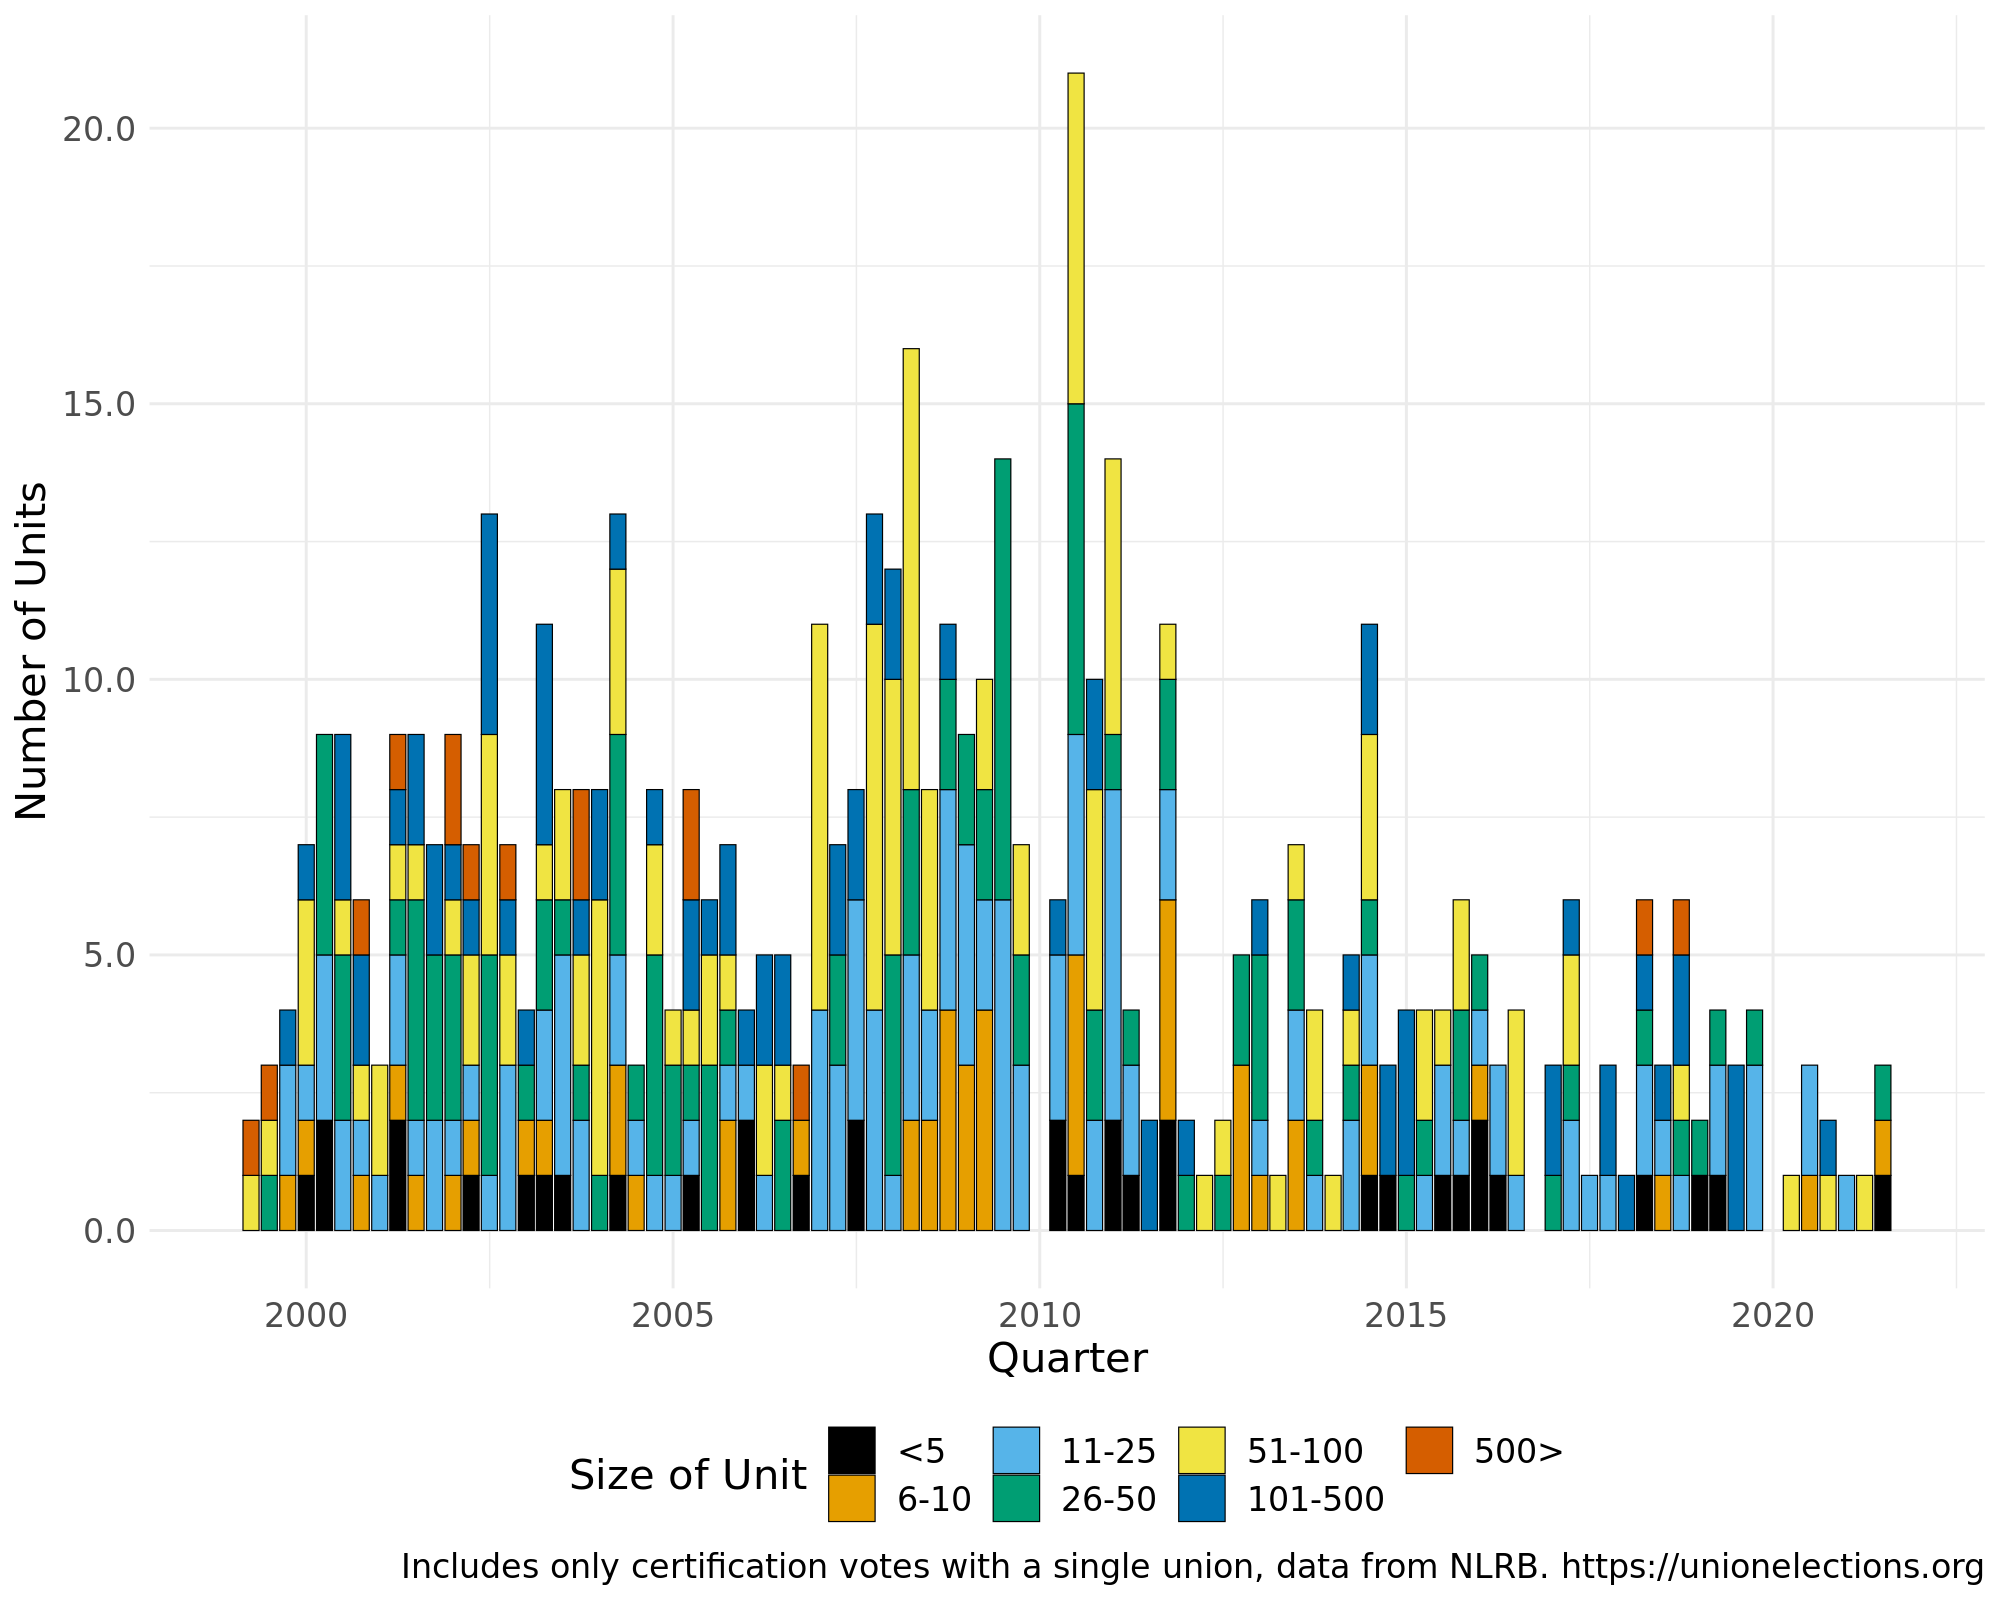 20.0
15.0
10.0
5.0
0.0
Number of Units
2000 2005 2010 2015 2020
Quarter
Size of Unit
<5 11-25 51-100 500>
6-10 26-50 101-500
Includes only certification votes with a single union, data from NLRB. https://unionelections.org